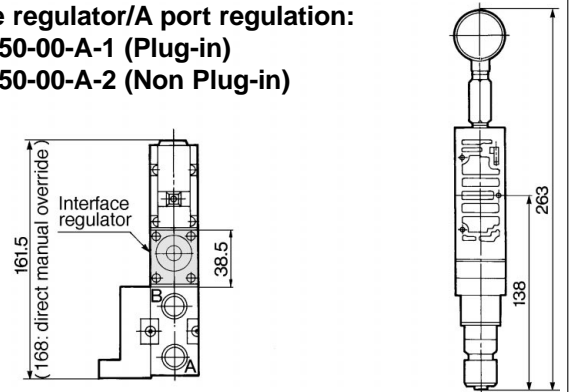 e regulator/A port regulation:
50-00-A-1 (Plug-in)
50-00-A-2 (Non Plug-in)
161.5
(168: direct manual override)
Interface
regulator
38.5
B
A
138
263